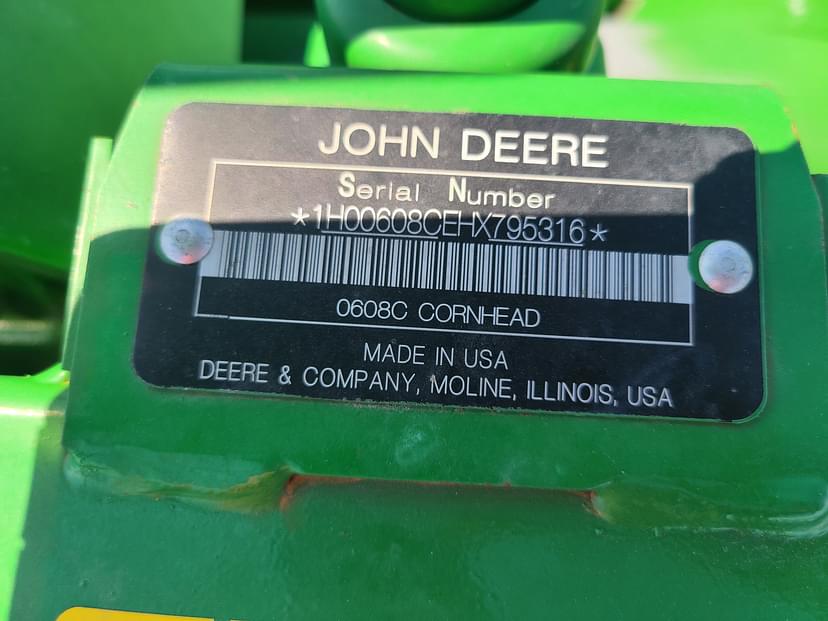 JOHN DEERE
Serial Number
*1H00608CEHX795316*
0608C CORNHEAD
MADE IN USA
DEERE & COMPANY, MOLINE, ILLINOIS, USA